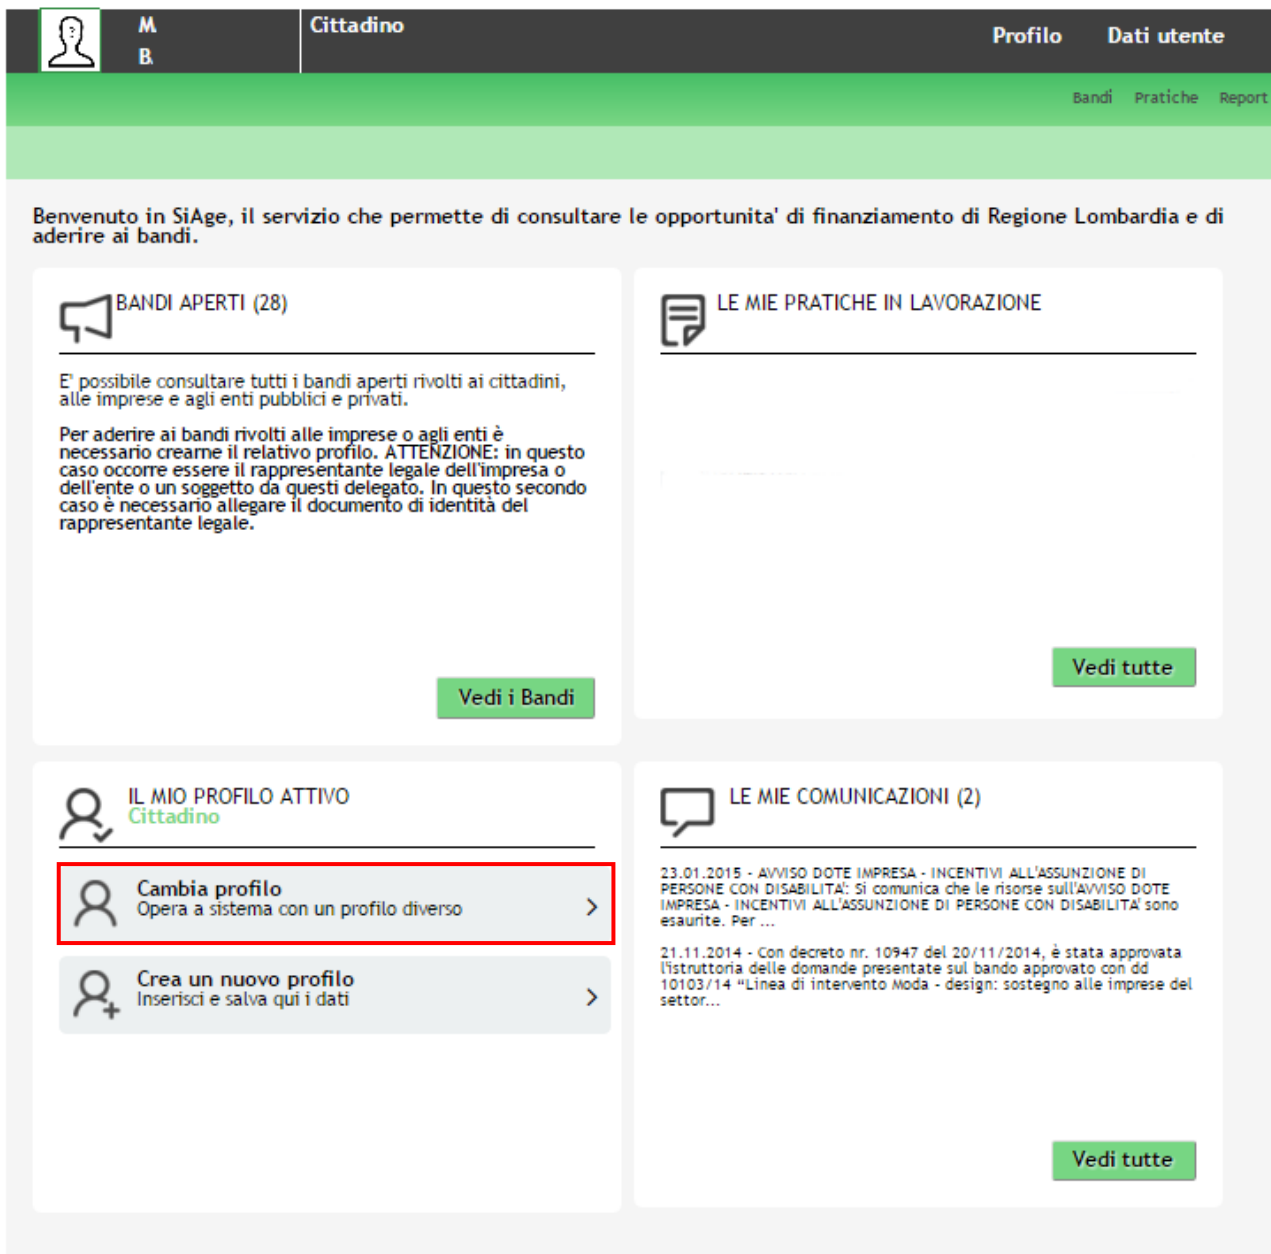 M
B.
Cittadino
Profilo
Dati utente
Bandi
Pratiche
Report
Benvenuto in SiAge, il servizio che permette di consultare le opportunita' di finanziamento di Regione Lombardia e di
aderire ai bandi.
BANDI APERTI (28)
E' possibile consultare tutti i bandi aperti rivolti ai cittadini,
alle imprese e agli enti pubblici e privati.
Per aderire ai bandi rivolti alle imprese o agli enti è
necessario crearne il relativo profilo. ATTENZIONE: in questo
caso occorre essere il rappresentante legale dell'impresa o
dell'ente o un soggetto da questi delegato. In questo secondo
caso è necessario allegare il documento di identità del
rappresentante legale.
Vedi i Bandi
LE MIE PRATICHE IN LAVORAZIONE
Vedi tutte
IL MIO PROFILO ATTIVO
Cittadino
Cambia profilo
Opera a sistema con un profilo diverso
Crea un nuovo profilo
Inserisci e salva qui i dati
LE MIE COMUNICAZIONI (2)
23.01.2015 - AVVISO DOTE IMPRESA - INCENTIVI ALL'ASSUNZIONE DI
PERSONE CON DISABILITA': Si comunica che le risorse sull'AVVISO DOTE
IMPRESA - INCENTIVI ALL'ASSUNZIONE DI PERSONE CON DISABILITA' sono
esaurite. Per ...
21.11.2014 - Con decreto nr. 10947 del 20/11/2014, è stata approvata
l'istruttoria delle domande presentate sul bando approvato con dd
10103/14 “Linea di intervento Moda - design: sostegno alle imprese del
settor...
Vedi tutte